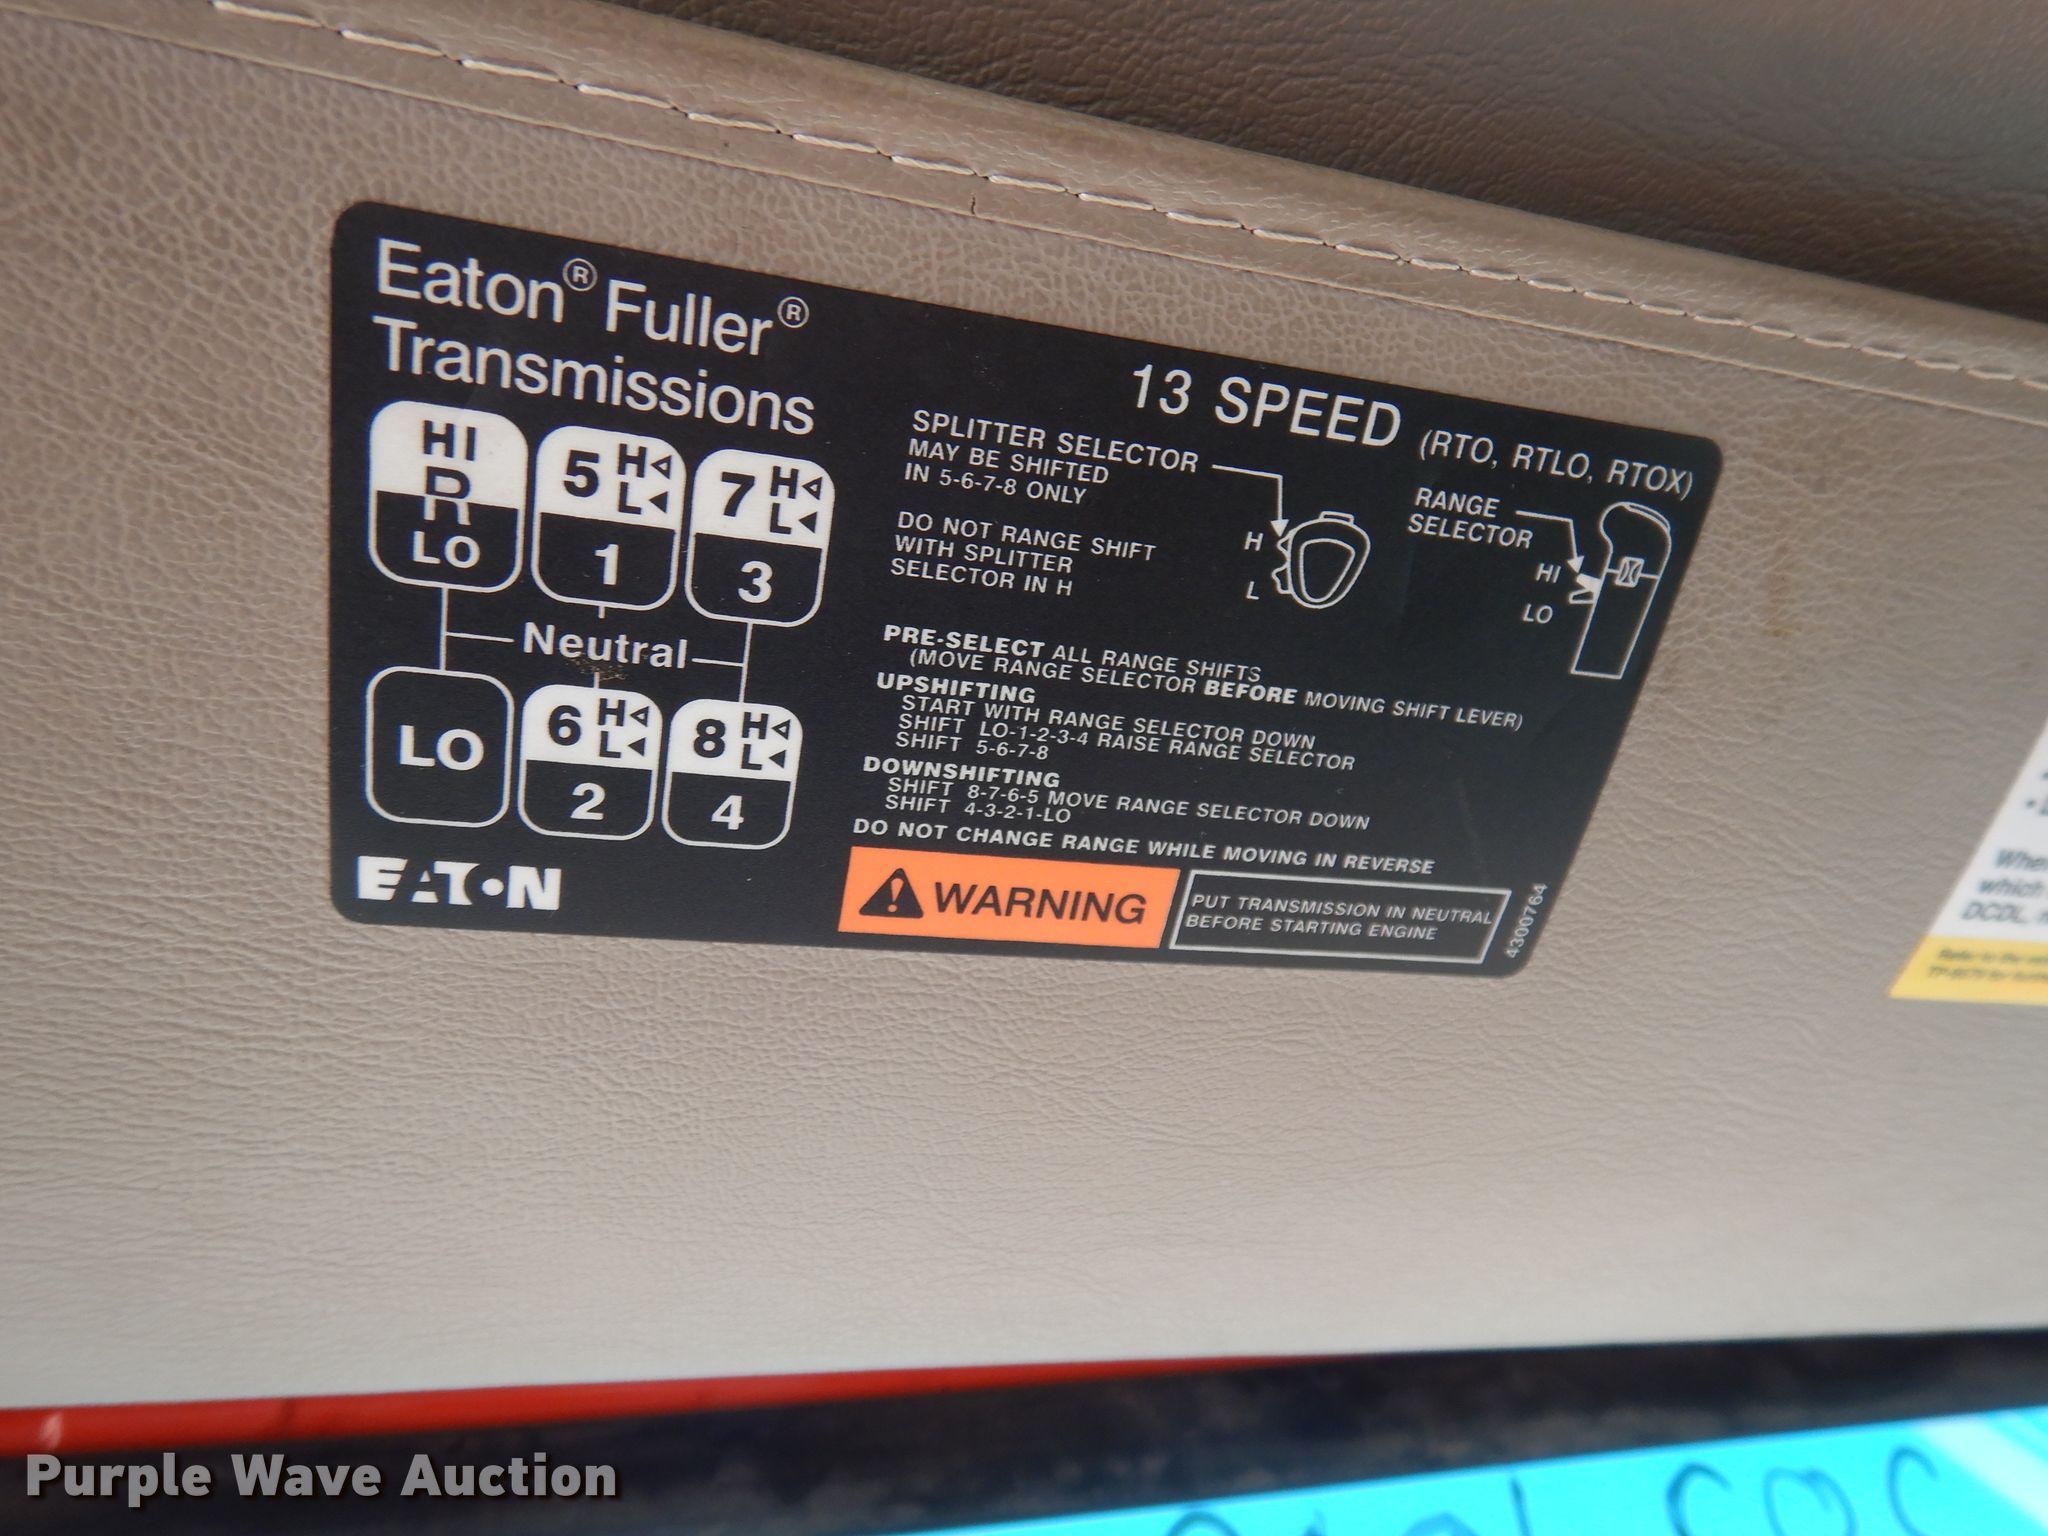 Eaton® Fuller®
Transmissions
HI
R
LO
5 H
L
1
7 H
L
3
Neutral
LO
6 H
L
2
8 H
L
4
EATON
13 SPEED (RTO, RTLO, RTOX)
SPLITTER SELECTOR
MAY BE SHIFTED
IN 5-6-7-8 ONLY
DO NOT RANGE SHIFT
WITH SPLITTER
SELECTOR IN H
H
L
RANGE
SELECTOR
HI
LO
PRE-SELECT ALL RANGE SHIFTS
(MOVE RANGE SELECTOR BEFORE MOVING SHIFT LEVER)
UPSHIFTING
START WITH RANGE SELECTOR DOWN
SHIFT LO-1-2-3-4 RAISE RANGE SELECTOR
SHIFT 5-6-7-8
DOWNSHIFTING
SHIFT 8-7-6-5 MOVE RANGE SELECTOR DOWN
SHIFT 4-3-2-1-LO
DO NOT CHANGE RANGE WHILE MOVING IN REVERSE
WARNING
PUT TRANSMISSION IN NEUTRAL
BEFORE STARTING ENGINE
4300764
which
DCDL,
Purple Wave Auction